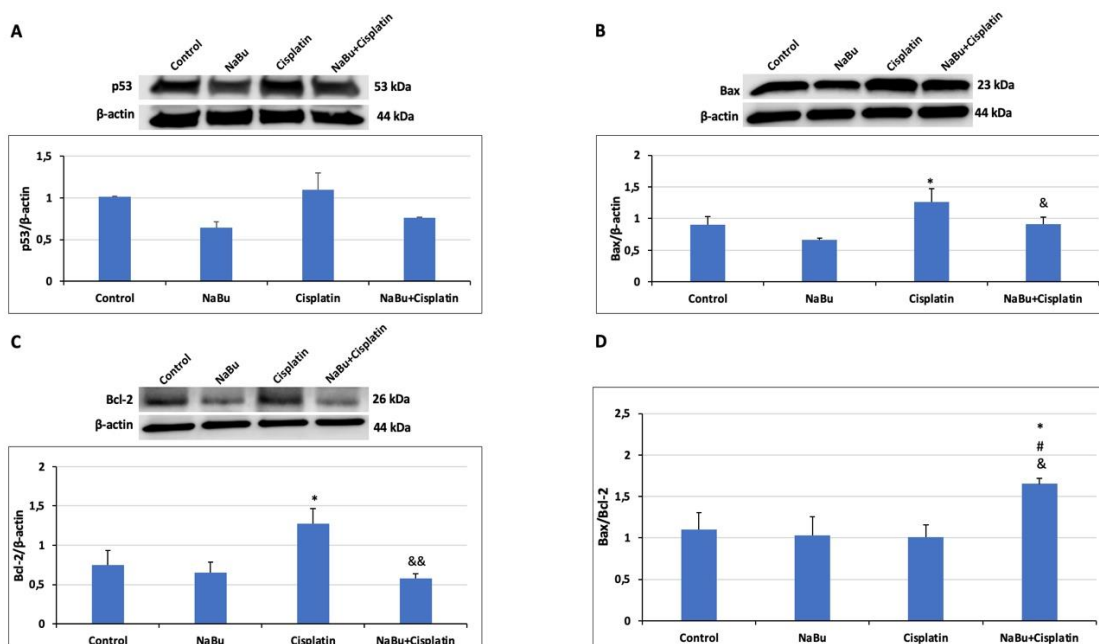 A
Control NaBu Cisplatin NaBu+Cisplatin
p53 53 kDa
β-actin 44 kDa
p53/β-actin
1,5
1
0,5
0
Control NaBu Cisplatin NaBu+Cisplatin
B
Control NaBu Cisplatin NaBu+Cisplatin
Bax 23 kDa
β-actin 44 kDa
Bax/β-actin
2
1,5
1
0,5
0
*
&
Control NaBu Cisplatin NaBu+Cisplatin
C
Control NaBu Cisplatin NaBu+Cisplatin
Bcl-2 26 kDa
β-actin 44 kDa
Bcl-2/β-actin
2
1,5
1
0,5
0
*
&&
Control NaBu Cisplatin NaBu+Cisplatin
D
Bax/Bcl-2
2,5
2
1,5
1
0,5
0
*
#
&
Control NaBu Cisplatin NaBu+Cisplatin